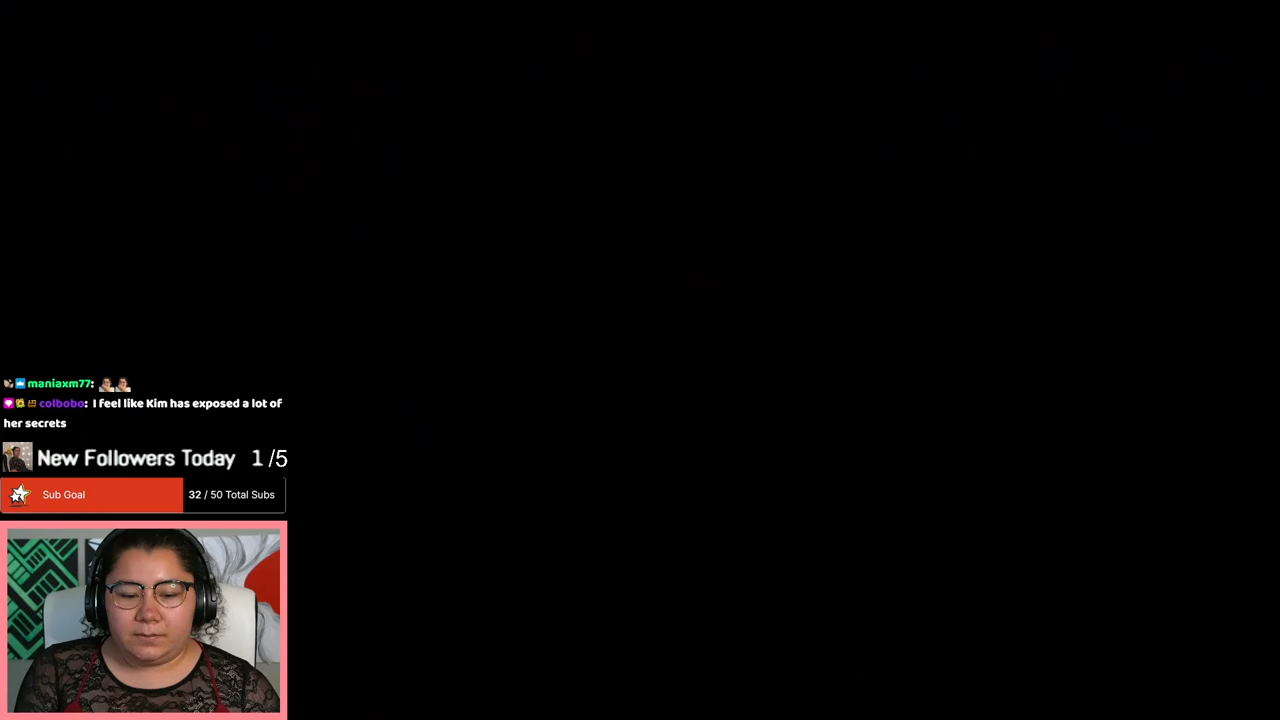 maniaxm77:
colbobo: I feel like Kim has exposed a lot of
her secrets
New Followers Today 1 /5
Sub Goal 32 / 50 Total Subs